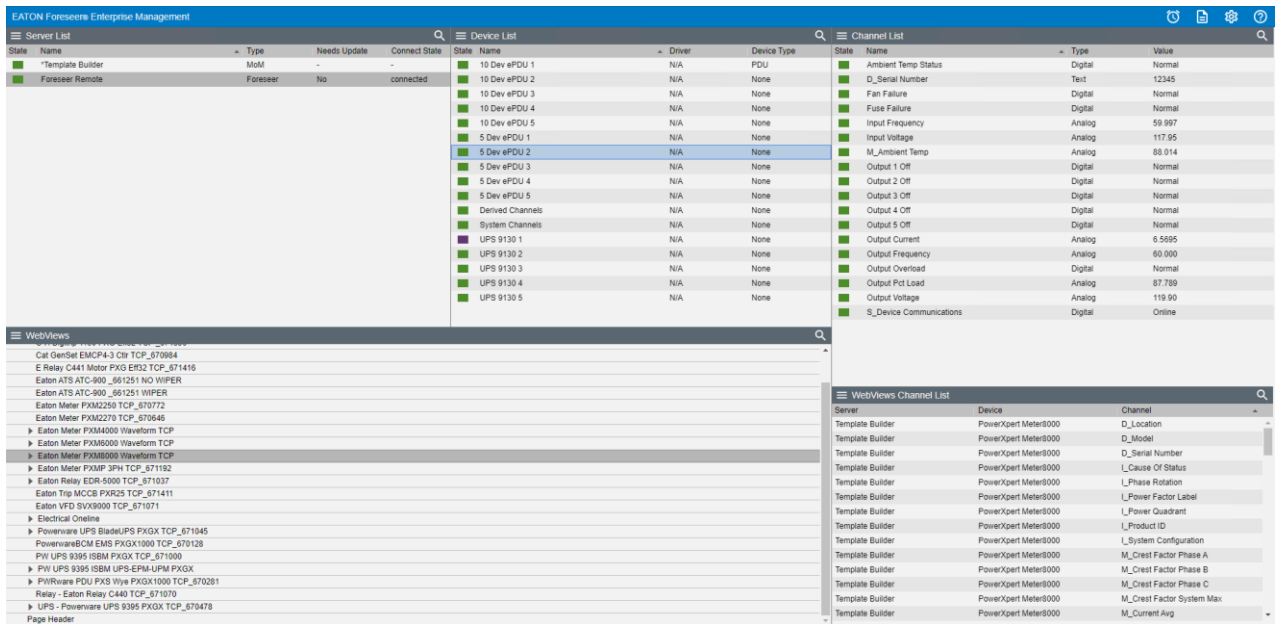 EATON Foreseer® Enterprise Management
Server List
State Name Type Needs Update Connect State
*Template Builder MoM - -
Foreseer Remote Foreseer No connected
Device List
State Name Driver Device Type
10 Dev ePDU 1 N/A PDU
10 Dev ePDU 2 N/A None
10 Dev ePDU 3 N/A None
10 Dev ePDU 4 N/A None
10 Dev ePDU 5 N/A None
5 Dev ePDU 1 N/A None
5 Dev ePDU 2 N/A None
5 Dev ePDU 3 N/A None
5 Dev ePDU 4 N/A None
5 Dev ePDU 5 N/A None
Derived Channels N/A None
System Channels N/A None
UPS 9130 1 N/A None
UPS 9130 2 N/A None
UPS 9130 3 N/A None
UPS 9130 4 N/A None
UPS 9130 5 N/A None
Channel List
State Name Type Value
Ambient Temp Status Digital Normal
D_Serial Number Text 12345
Fan Failure Digital Normal
Fuse Failure Digital Normal
Input Frequency Analog 59.997
Input Voltage Analog 117.95
M_Ambient Temp Analog 88.014
Output 1 Off Digital Normal
Output 2 Off Digital Normal
Output 3 Off Digital Normal
Output 4 Off Digital Normal
Output 5 Off Digital Normal
Output Current Analog 6.5695
Output Frequency Analog 60.000
Output Overload Digital Normal
Output Pct Load Analog 87.789
Output Voltage Analog 119.90
S_Device Communications Digital Online
WebViews
Cat GenSet EMCP4-3 Ctlr TCP_670984
E Relay C441 Motor PXG Eff32 TCP_671416
Eaton ATS ATC-900 _661251 NO WIPER
Eaton ATS ATC-900 _661251 WIPER
Eaton Meter PXM2250 TCP_670772
Eaton Meter PXM2270 TCP_670646
Eaton Meter PXM4000 Waveform TCP
Eaton Meter PXM6000 Waveform TCP
Eaton Meter PXM8000 Waveform TCP
Eaton Meter PXMP 3PH TCP_671192
Eaton Relay EDR-5000 TCP_671037
Eaton Trip MCCB PXR25 TCP_671411
Eaton VFD SVX9000 TCP_671071
Electrical Oneline
Powerware UPS BladeUPS PXGX TCP_671045
PowerwareBCM EMS PXGX1000 TCP_670128
PW UPS 9395 ISBM PXGX TCP_671000
PW UPS 9395 ISBM UPS-EPM-UPM PXGX
PWRware PDU PXS Wye PXGX1000 TCP_670281
Relay - Eaton Relay C440 TCP_671070
UPS - Powerware UPS 9395 PXGX TCP_670478
Page Header
WebViews Channel List
Server Device Channel
Template Builder PowerXpert Meter8000 D_Location
Template Builder PowerXpert Meter8000 D_Model
Template Builder PowerXpert Meter8000 D_Serial Number
Template Builder PowerXpert Meter8000 I_Cause Of Status
Template Builder PowerXpert Meter8000 I_Phase Rotation
Template Builder PowerXpert Meter8000 I_Power Factor Label
Template Builder PowerXpert Meter8000 I_Power Quadrant
Template Builder PowerXpert Meter8000 I_Product ID
Template Builder PowerXpert Meter8000 I_System Configuration
Template Builder PowerXpert Meter8000 M_Crest Factor Phase A
Template Builder PowerXpert Meter8000 M_Crest Factor Phase B
Template Builder PowerXpert Meter8000 M_Crest Factor Phase C
Template Builder PowerXpert Meter8000 M_Crest Factor System Max
Template Builder PowerXpert Meter8000 M_Current Avg